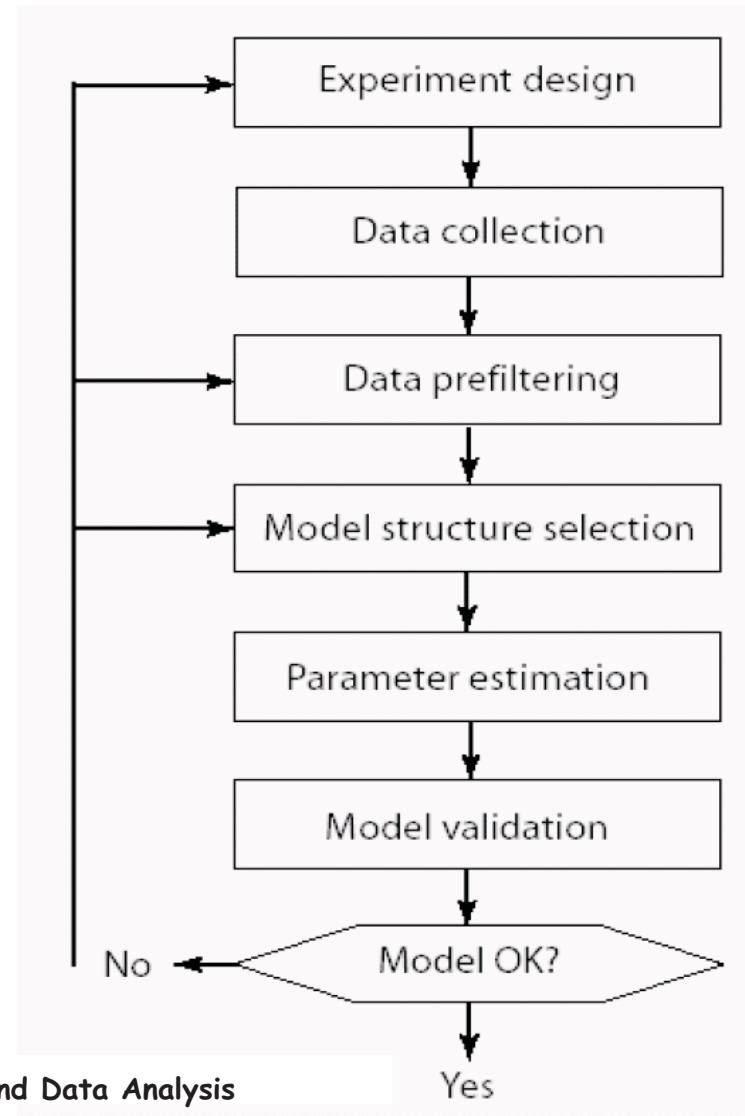 Experiment design
Data collection
Data prefiltering
Model structure selection
Parameter estimation
Model validation
Model OK?
No
Yes
nd Data Analysis